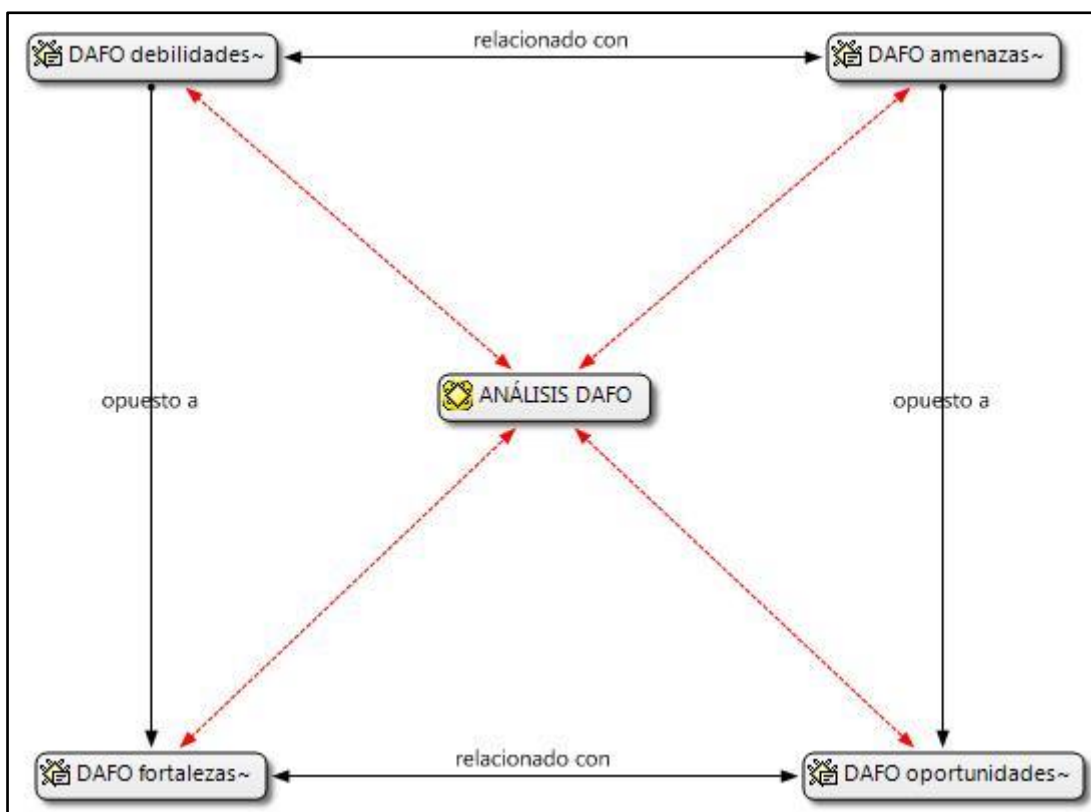 relacionado con
DAFO debilidades~
DAFO amenazas~
opuesto a
opuesto a
ANÁLISIS DAFO
relacionado con
DAFO fortalezas~
DAFO oportunidades~